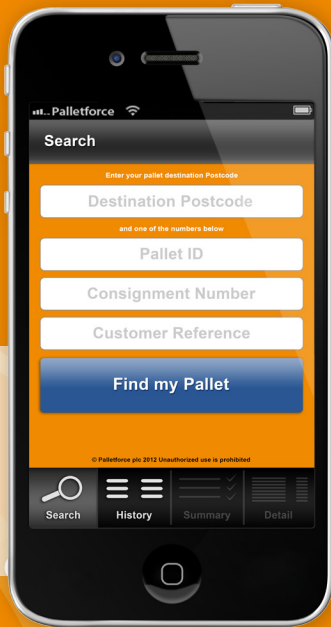 Palletforce
Search
Enter your pallet destination Postcode
Destination Postcode
and one of the numbers below
Pallet ID
Consignment Number
Customer Reference
Find my Pallet
© Palletforce plc 2012 Unauthorized use is prohibited
Search History Summary Detail